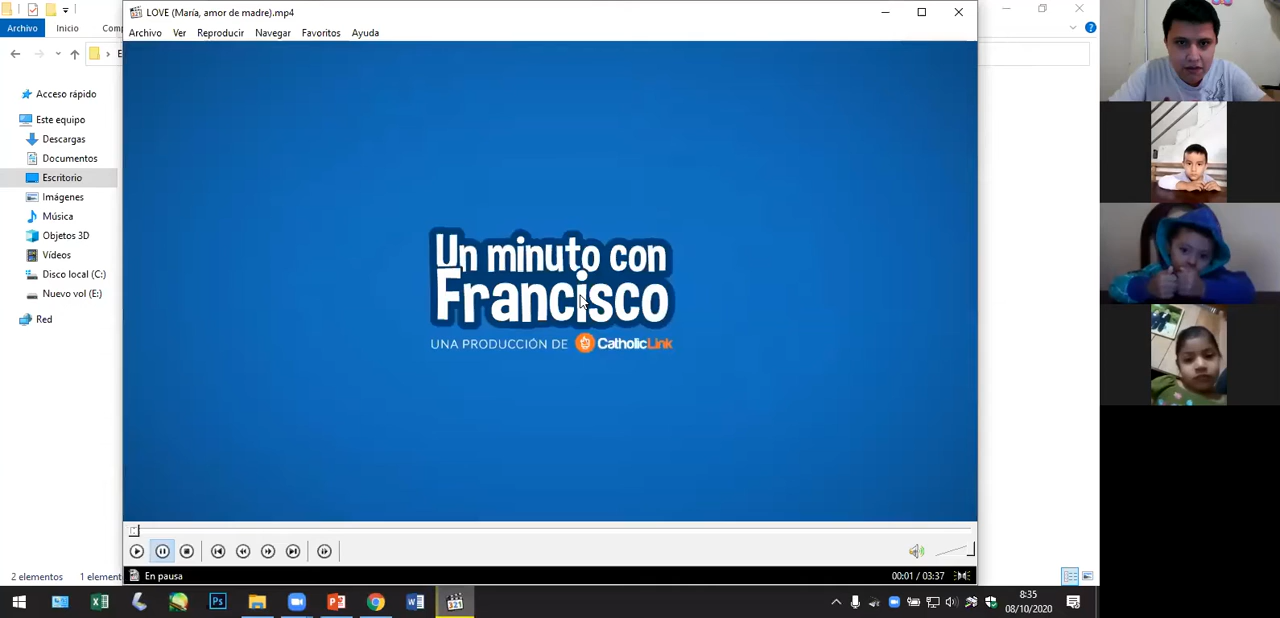 LOVE (María, amor de madre).mp4
Archivo Inicio Comp
Archivo Ver Reproducir Navegar Favoritos Ayuda
Acceso rápido
Este equipo
Descargas
Documentos
Escritorio
Imágenes
Música
Objetos 3D
Vídeos
Disco local (C:)
Nuevo vol (E:)
Red
Un minuto con
Francisco
UNA PRODUCCIÓN DE CatholicLink
2 elementos 1 element
En pausa
00:01 / 03:37
8:35
08/10/2020